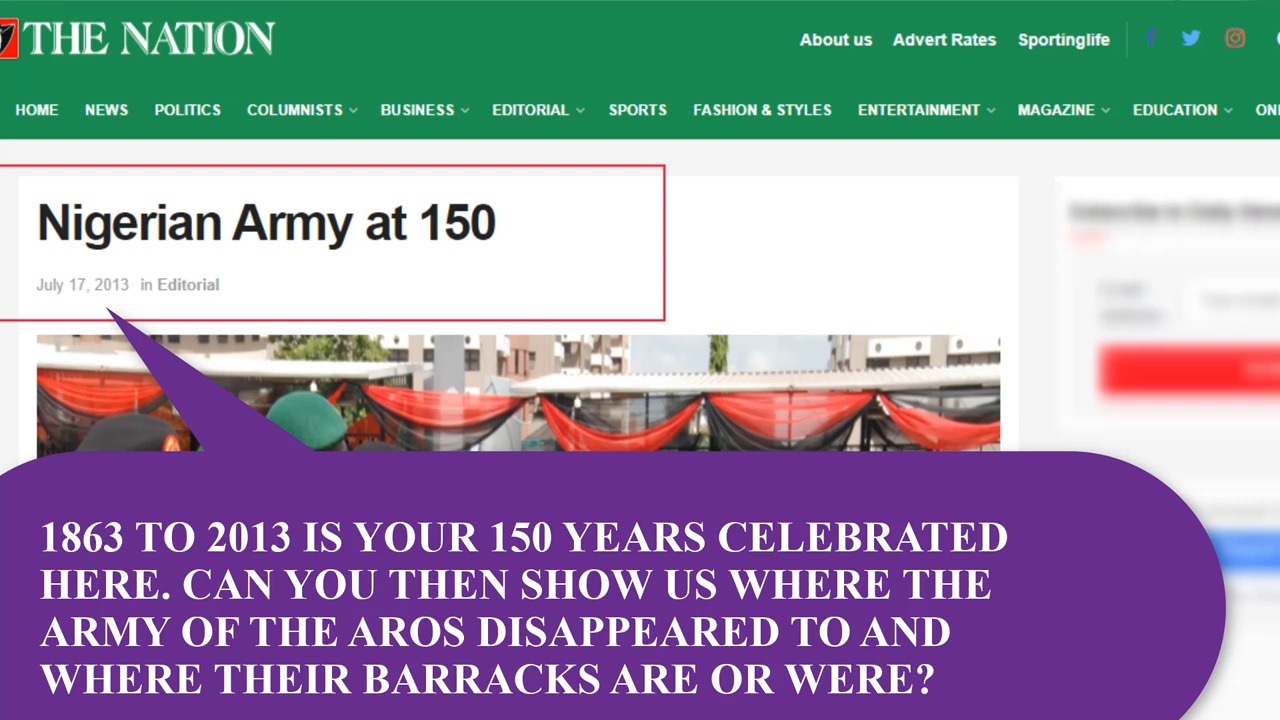 THE NATION
About us Advert Rates Sportinglife
HOME NEWS POLITICS COLUMNISTS BUSINESS EDITORIAL SPORTS FASHION & STYLES ENTERTAINMENT MAGAZINE EDUCATION
Nigerian Army at 150
July 17, 2013 in Editorial
1863 TO 2013 IS YOUR 150 YEARS CELEBRATED
HERE. CAN YOU THEN SHOW US WHERE THE
ARMY OF THE AROS DISAPPEARED TO AND
WHERE THEIR BARRACKS ARE OR WERE?